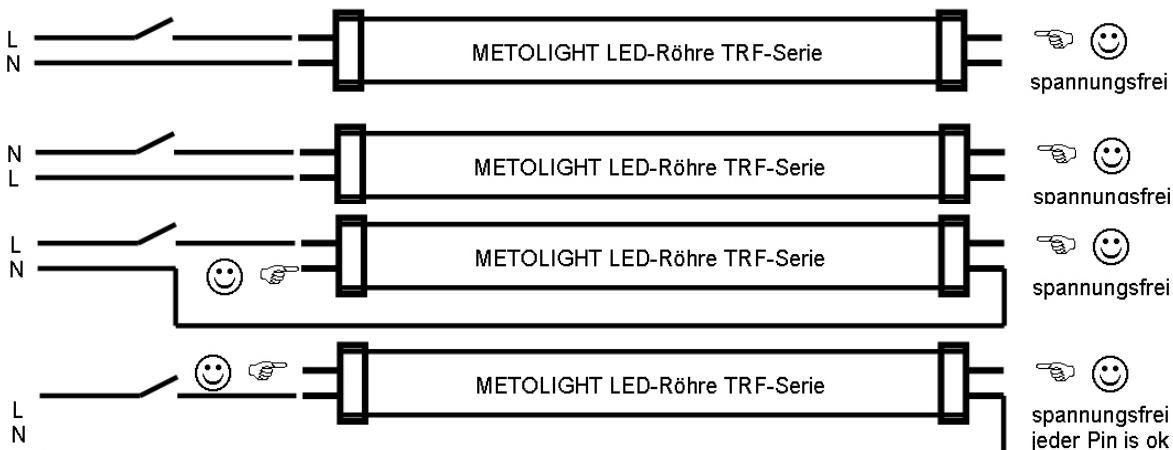 L
N
METOLIGHT LED-Röhre TRF-Serie
spannungsfrei
N
L
METOLIGHT LED-Röhre TRF-Serie
spannungsfrei
L
N
METOLIGHT LED-Röhre TRF-Serie
spannungsfrei
L
N
METOLIGHT LED-Röhre TRF-Serie
spannungsfrei
jeder Pin is ok